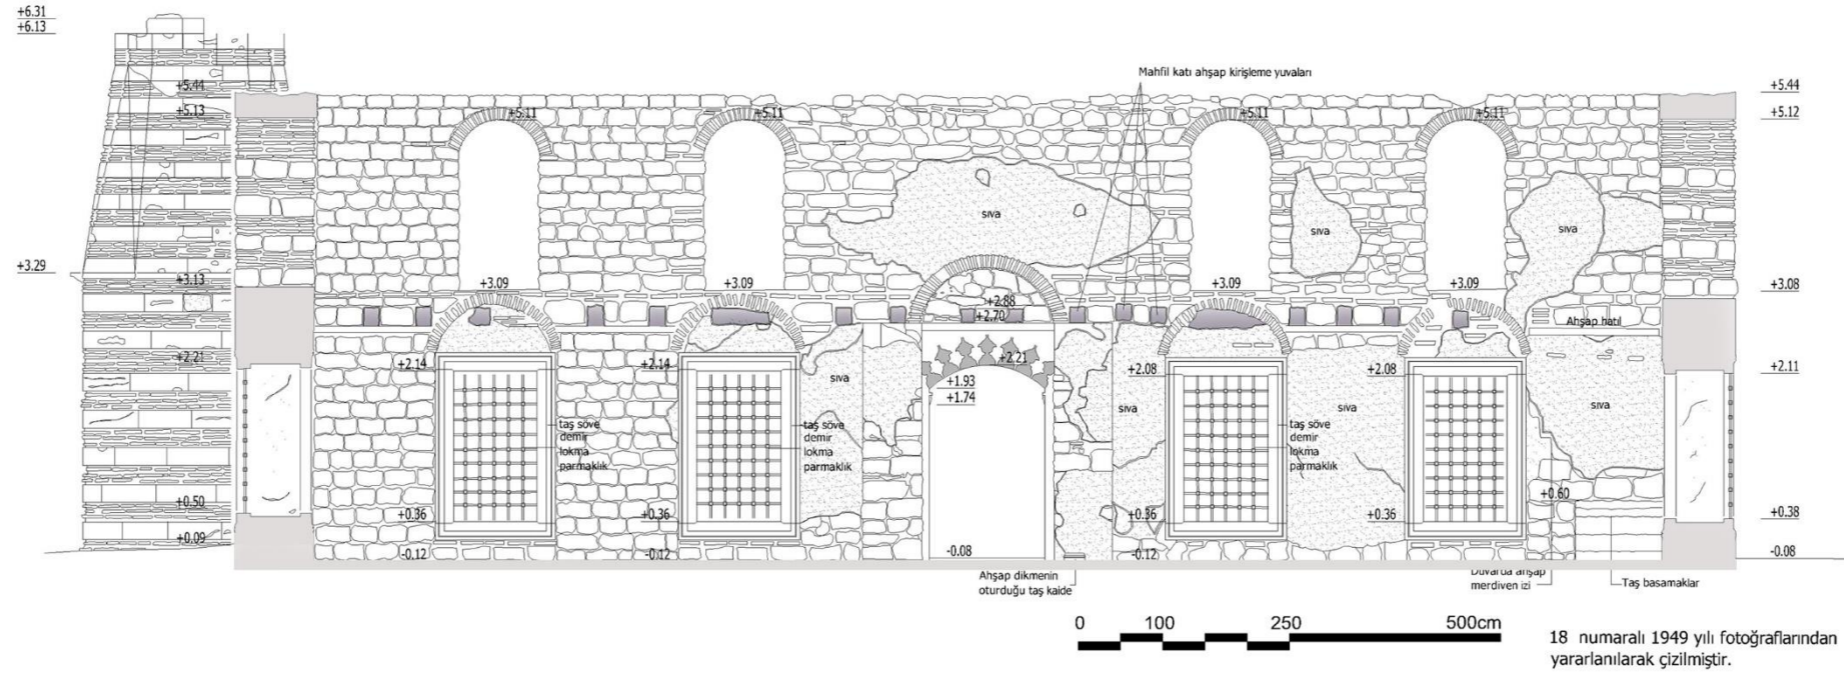 +6.31
+6.13
Mahfil katı ahşap kirişleme yuvaları
+5.44
+5.44
+5.13
+5.11
+5.11
+5.11
+5.11
+5.12
sıva
sıva
sıva
+3.29
+3.13
+3.09
+3.09
+3.09
+3.09
+3.08
+2.88
+2.70
Ahşap hatıl
+2.21
+2.14
+2.14
+2.21
+2.08
+2.08
+2.11
sıva
+1.93
+1.74
sıva
sıva
sıva
taş söve
demir
lokma
parmaklık
taş söve
demir
lokma
parmaklık
taş söve
demir
lokma
parmaklık
+0.50
+0.60
+0.36
+0.36
+0.36
+0.36
+0.38
+0.09
-0.12
-0.12
-0.08
-0.12
-0.08
Ahşap dikmenin
oturduğu taş kaide
Duvarda ahşap
merdiven izi
Taş basamaklar
0 100 250 500cm
18 numaralı 1949 yılı fotoğraflarından
yararlanılarak çizilmiştir.